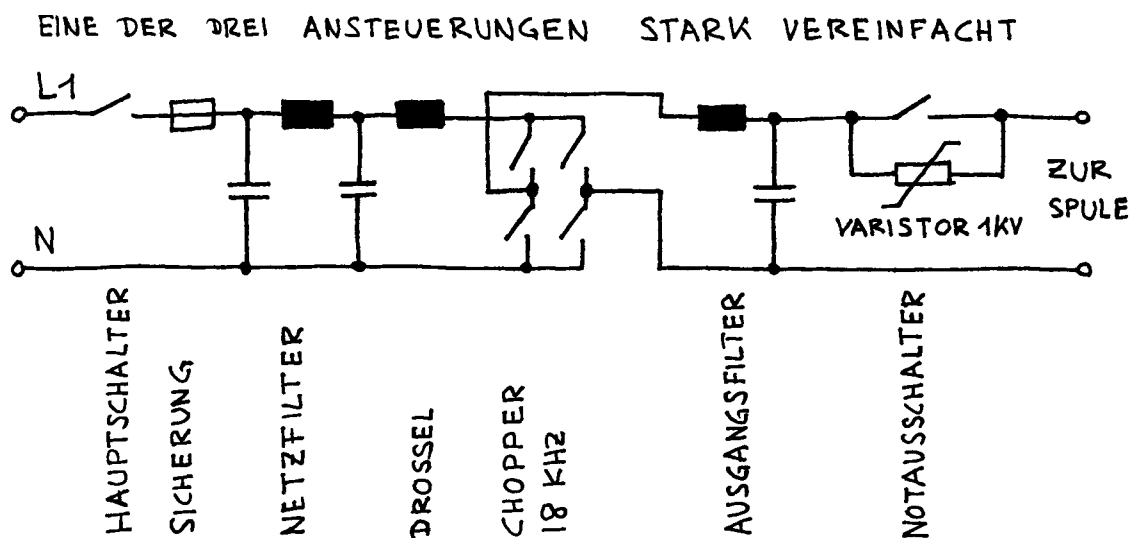 EINE DER DREI ANSTEUERUNGEN STARK VEREINFACHT
L1
N
ZUR
SPULE
VARISTOR 1KV
HAUPTSCHALTER
SICHERUNG
NETZFILTER
DROSSEL
CHOPPER
18 KHZ
AUSGANGSFILTER
NOTAUSSCHALTER